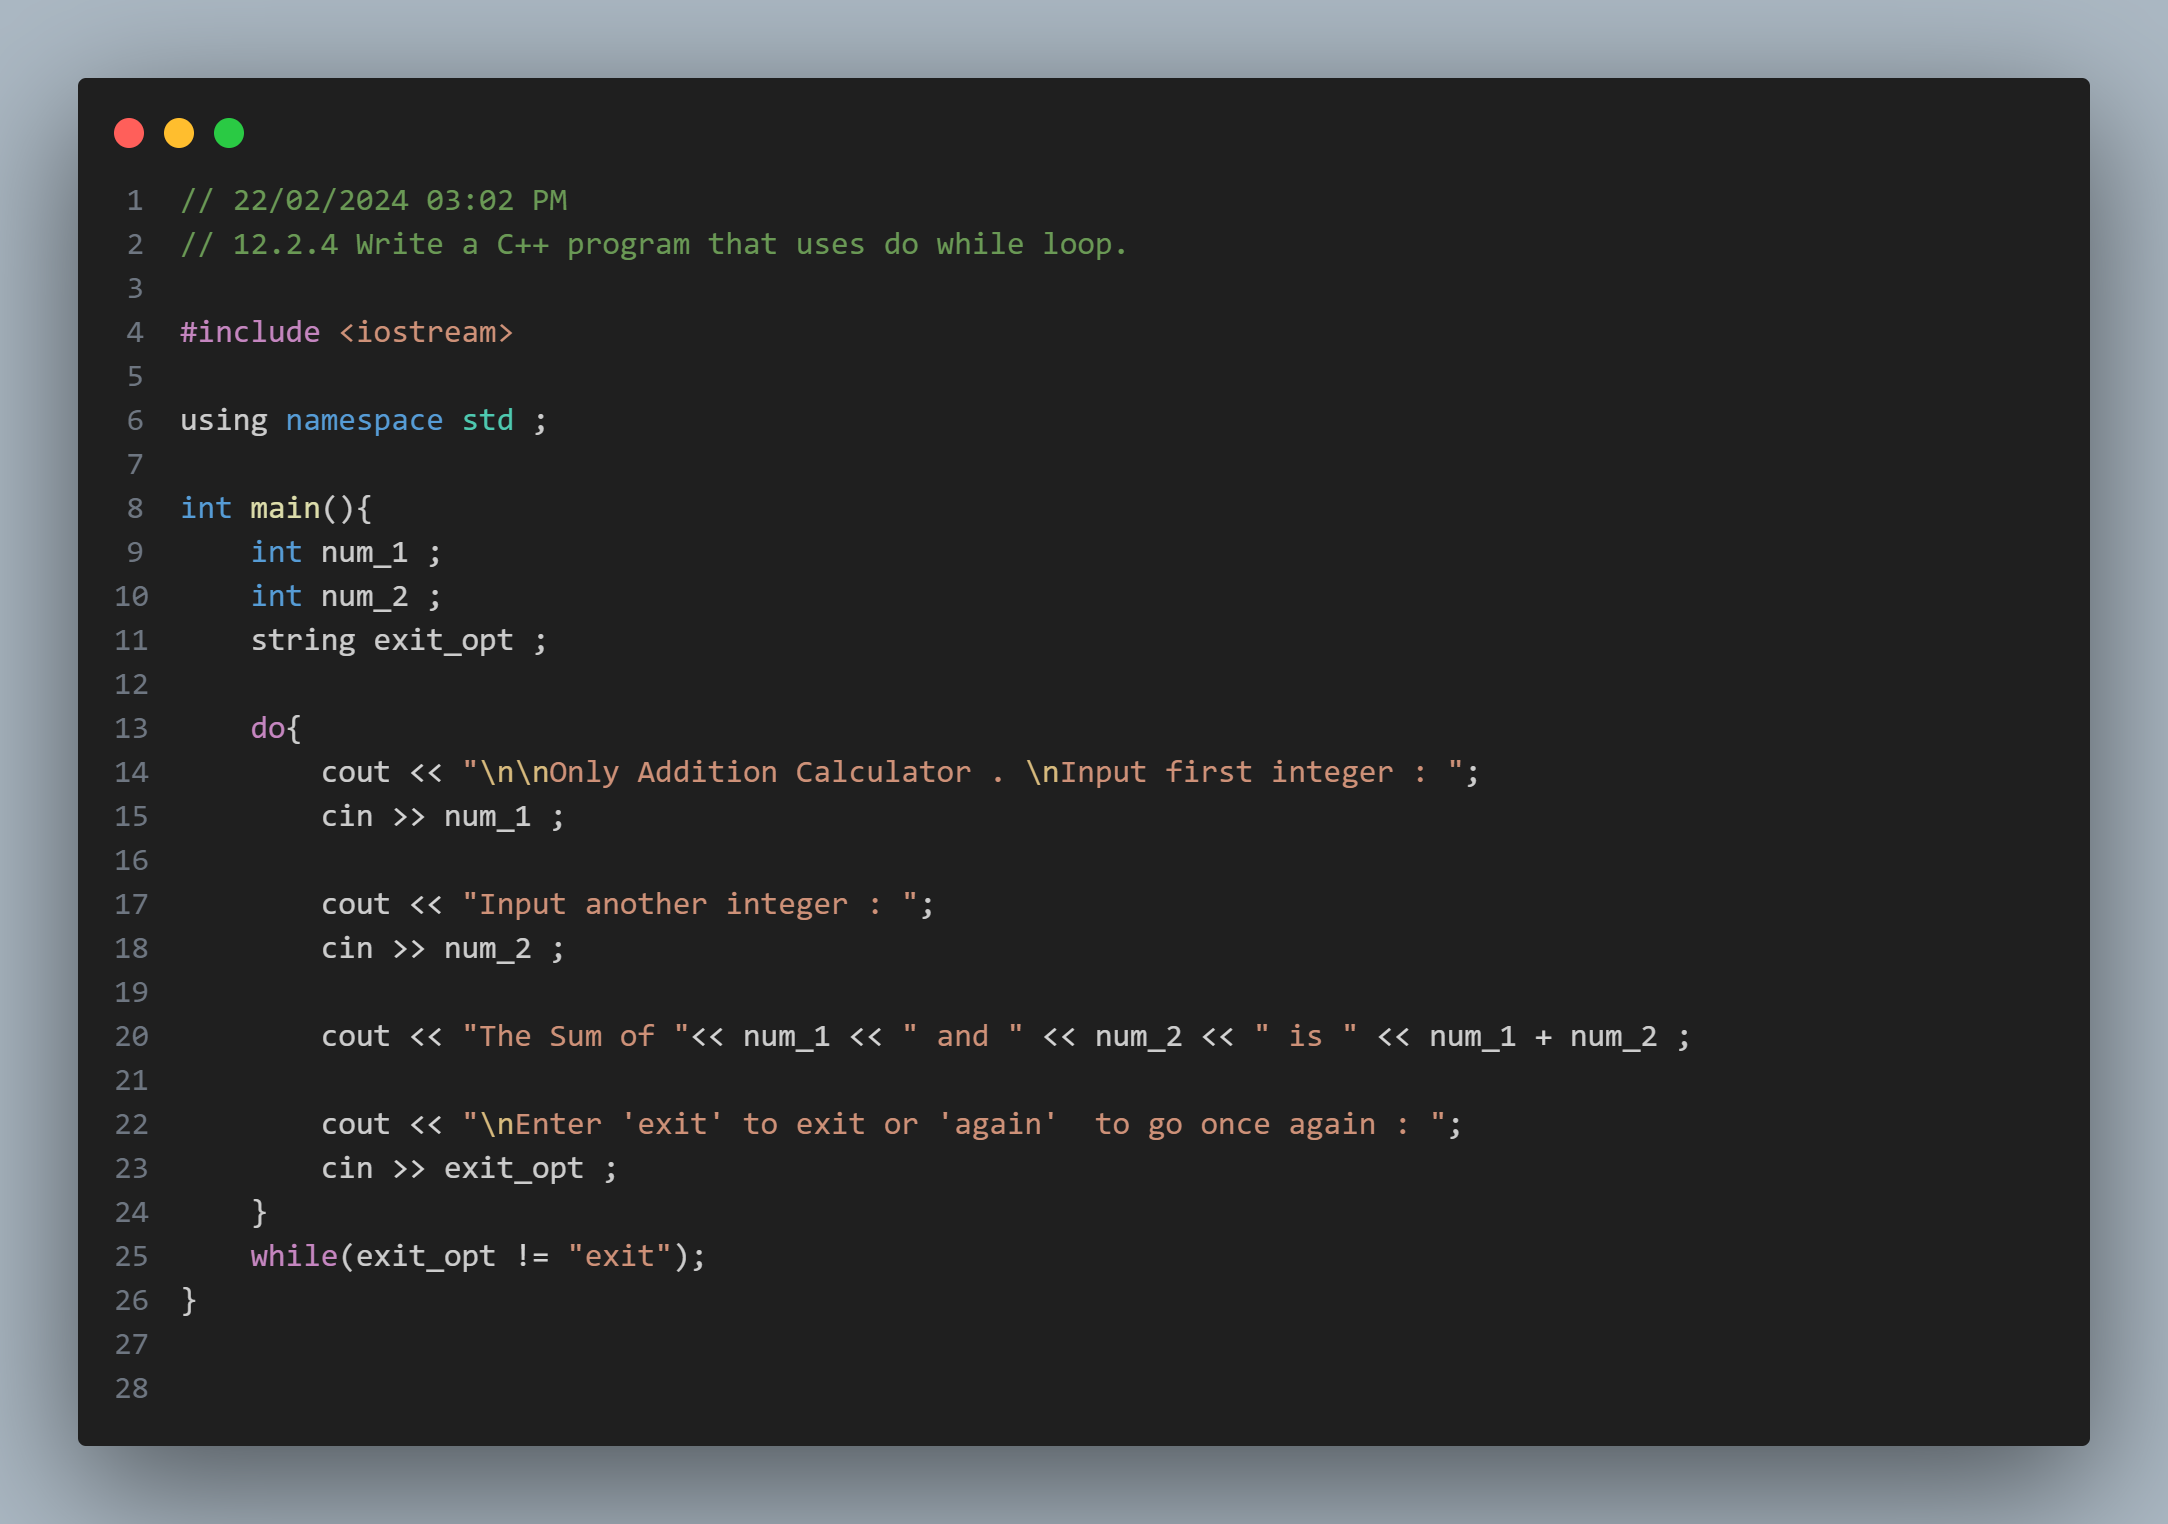 1 // 22/02/2024 03:02 PM
2 // 12.2.4 Write a C++ program that uses do while loop.
3
4 #include <iostream>
5
6 using namespace std ;
7
8 int main(){
9     int num_1 ;
10     int num_2 ;
11     string exit_opt ;
12
13     do{
14         cout << "\n\nOnly Addition Calculator . \nInput first integer : ";
15         cin >> num_1 ;
16
17         cout << "Input another integer : ";
18         cin >> num_2 ;
19
20         cout << "The Sum of "<< num_1 << " and " << num_2 << " is " << num_1 + num_2 ;
21
22         cout << "\nEnter 'exit' to exit or 'again'  to go once again : ";
23         cin >> exit_opt ;
24     }
25     while(exit_opt != "exit");
26 }
27
28